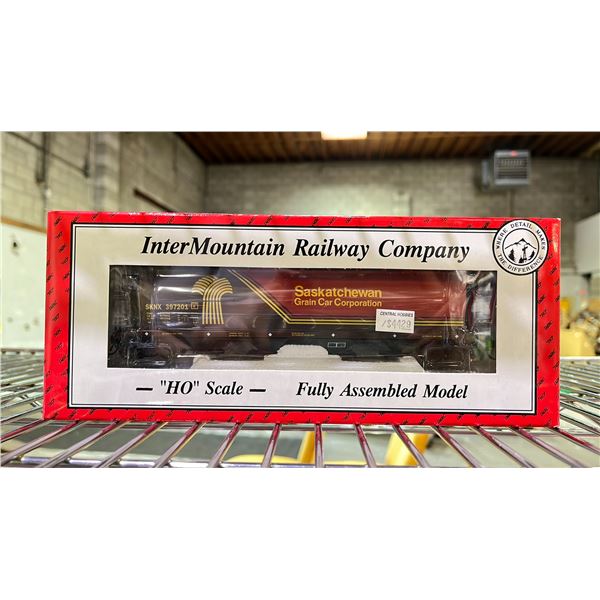 InterMountain Railway Company
WHERE DETAIL MAKES
THE DIFFERENCE
SKNX 397201
Saskatchewan
Grain Car Corporation
CENTRAL HOBBIES
"HO" Scale
Fully Assembled Model